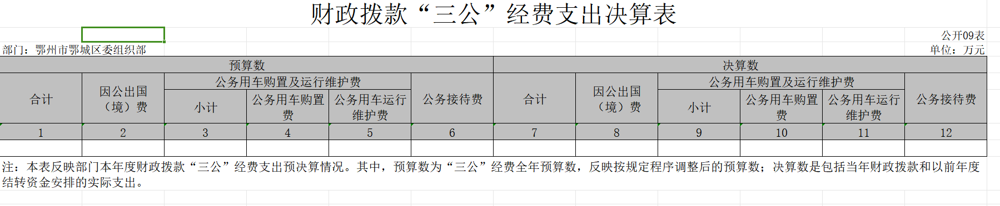 财政拨款“三公”经费支出决算表
公开09表
部门：鄂州市鄂城区委组织部
单位：万元
预算数
决算数
合计
因公出国
（境）费
公务用车购置及运行维护费
小计
公务用车购置
费
公务用车运行
维护费
公务接待费
合计
因公出国
（境）费
公务用车购置及运行维护费
小计
公务用车购置
费
公务用车运行
维护费
公务接待费
1
2
3
4
5
6
7
8
9
10
11
12
注：本表反映部门本年度财政拨款“三公”经费支出预决算情况。其中，预算数为“三公”经费全年预算数，反映按规定程序调整后的预算数；决算数是包括当年财政拨款和以前年度
结转资金安排的实际支出。